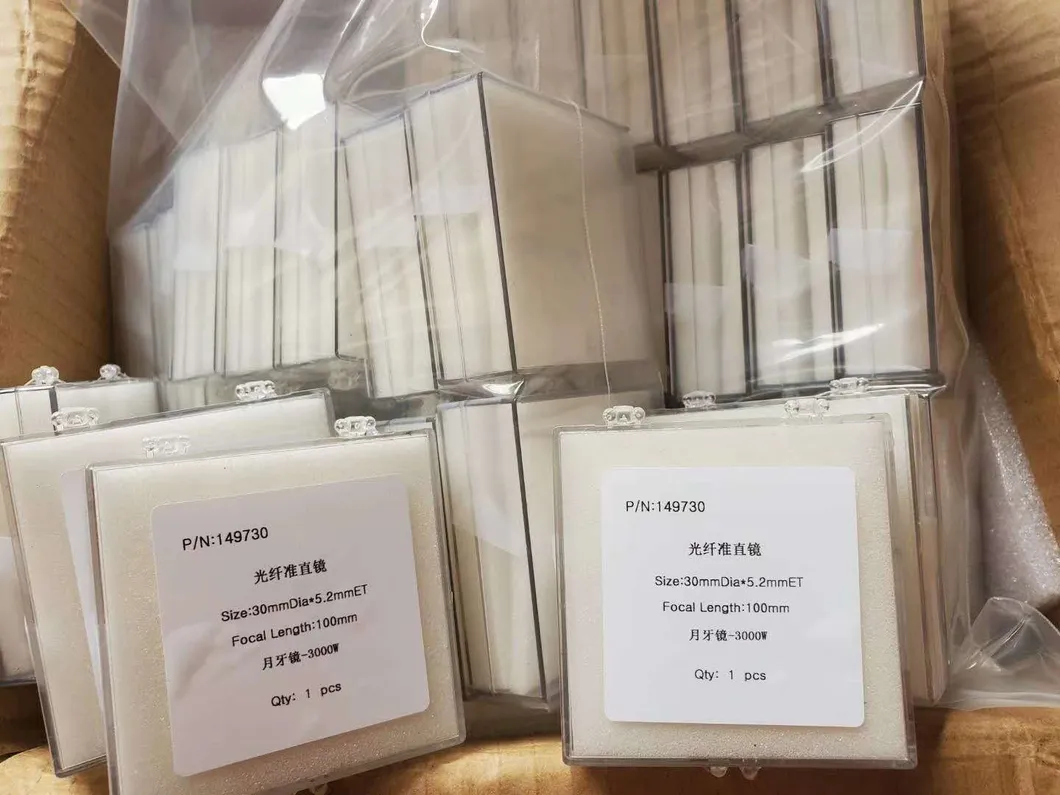 P/N:149730
光纤准直镜
Size:30mmDia*5.2mmET
Focal Length:100mm
月牙镜-3000W
Qty: 1 pcs
P/N:149730
光纤准直镜
Size:30mmDia*5.2mmET
Focal Length:100mm
月牙镜-3000W
Qty: 1 pcs